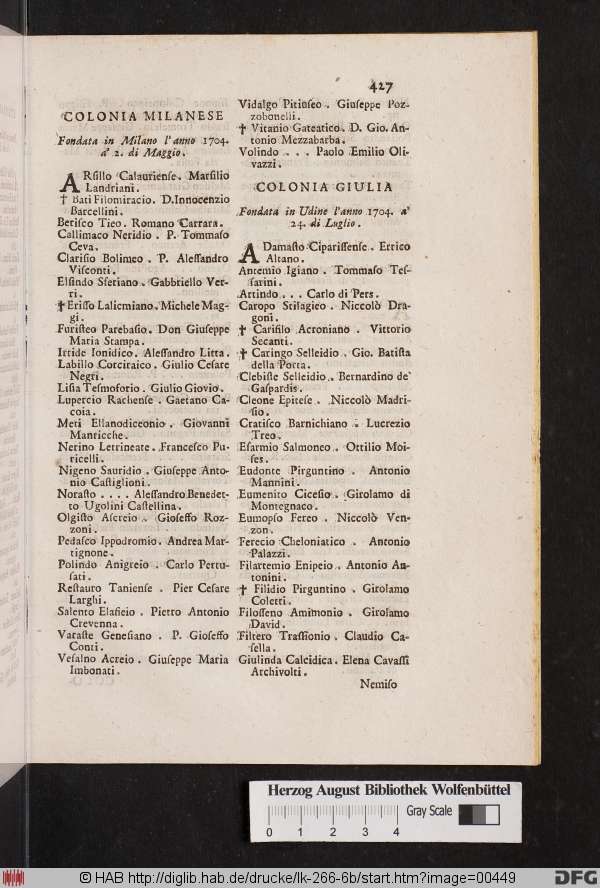 427
COLONIA MILANESE
Fondata in Milano l'anno 1704.
a' 2. di Maggio.
ARſillo Calauriense. Marſilio
Landriani.
† Bati Filomiracio. D. Innocenzio
Barcellini.
Beriſco Tieo. Romano Carrara.
Callimaco Neridio. P. Tommaſo
Ceva.
Clariſio Bolimeo. P. Aleſſandro
Viſconti.
Elſindo Sferiano. Gabbriello Ver-
ri.
† Eriſſo Lalicmiano. Michele Mag-
gi.
Furiſteo Parebaſio. Don Giuſeppe
Maria Stampa.
Irtide Ionidico. Aleſſandro Litta.
Labillo Corciraico. Giulio Ceſare
Negri.
Liſia Teſmoforio. Giulio Giovio.
Lupercio Rachenſe. Gaetano Ca-
coia.
Meti Ellanodiceonio. Giovanni
Manricche.
Nerino Letrineate. Franceſco Pu-
ricelli.
Nigeno Sauridio. Giuſeppe Anto-
nio Caſtiglioni.
Noraſto .... Aleſſandro Benedet-
to Ugolini Caſtellina.
Olgiſto Aſcreio. Gioſeffo Roz-
zoni.
Pedaſco Ippodromio. Andrea Mar-
tignone.
Polindo Anigreio. Carlo Pertu-
ſati.
Reſtauro Tanienſe. Pier Ceſare
Larghi.
Salento Elaſieio. Pietro Antonio
Crevenna.
Varaſte Geneſiano. P. Gioſeffo
Conti.
Veſalno Acreio. Giuſeppe Maria
Imbonati.
Vidalgo Pitiuſeo. Giuſeppe Poz-
zobonelli.
† Vitanio Gateatico. D. Gio. An-
tonio Mezzabarba.
Volindo ... Paolo Emilio Oli-
vazzi.
COLONIA GIULIA
Fondata in Udine l'anno 1704. a'
24. di Luglio.
ADamaſto Cipariſſenſe. Errico
Altano.
Antemio Igiano. Tommaſo Teſ-
ſarini.
Artindo ... Carlo di Pers.
Caropo Stilagico. Niccolò Dra-
goni.
† Cariſilo Acroniano. Vittorio
Secanti.
† Caringo Selleidio. Gio. Batiſta
della Porta.
Clebiſte Selleidio. Bernardino de'
Gaſpardis.
Cleone Epiteſe. Niccolò Madri-
ſio.
Cratiſco Barnichiano. Lucrezio
Treo.
Eſarmio Salmoneo. Ottilio Moi-
ſes.
Eudonte Pirguntino. Antonio
Mannini.
Eumenito Ciceſio. Girolamo di
Montegnaco.
Eumopſo Fereo. Niccolò Ven-
zon.
Ferecio Cheloniatico. Antonio
Palazzi.
Filartemio Enipeio. Antonio An-
tonini.
† Filidio Pirguntino. Girolamo
Coletti.
Filoſſeno Amimonio. Girolamo
David.
Filtero Traſſionio. Claudio Ca-
ſella.
Giulinda Calcidica. Elena Cavaſſi
Archivolti.
Nemiſo
Herzog August Bibliothek Wolfenbüttel
Gray Scale
0 1 2 3 4
© HAB http://diglib.hab.de/drucke/lk-266-6b/start.htm?image=00449
DFG